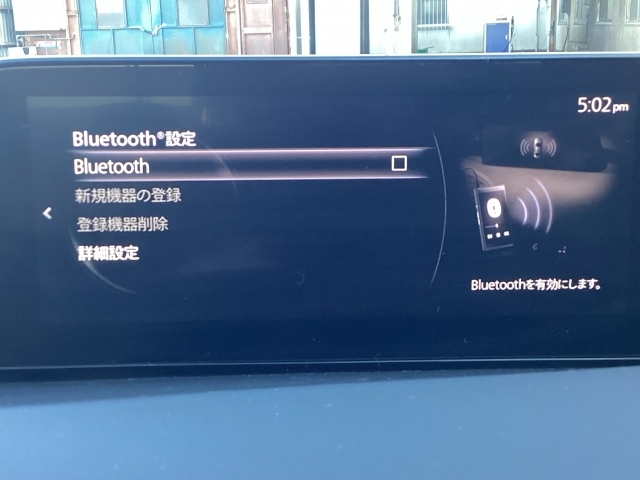 5:02pm
Bluetooth®設定
Bluetooth
新規機器の登録
登録機器削除
詳細設定
Bluetoothを有効にします。